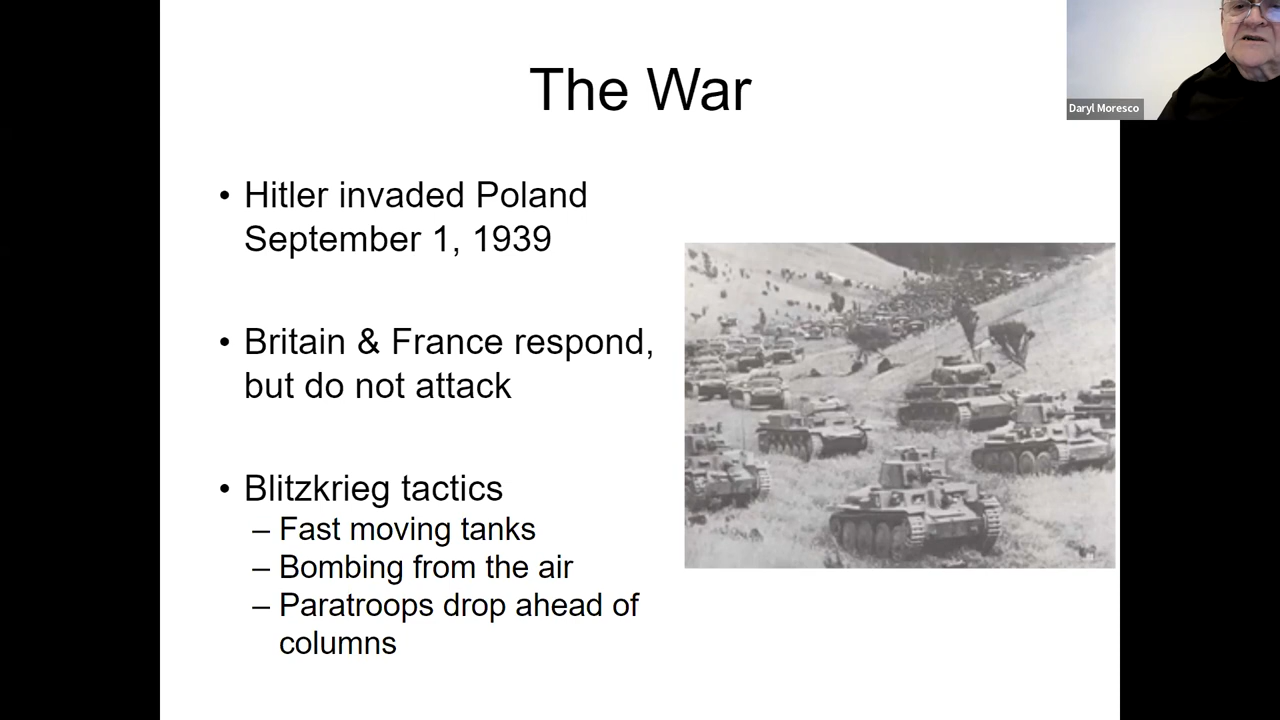 The War
Daryl Moresco
• Hitler invaded Poland
September 1, 1939
• Britain & France respond,
but do not attack
• Blitzkrieg tactics
– Fast moving tanks
– Bombing from the air
– Paratroops drop ahead of
columns